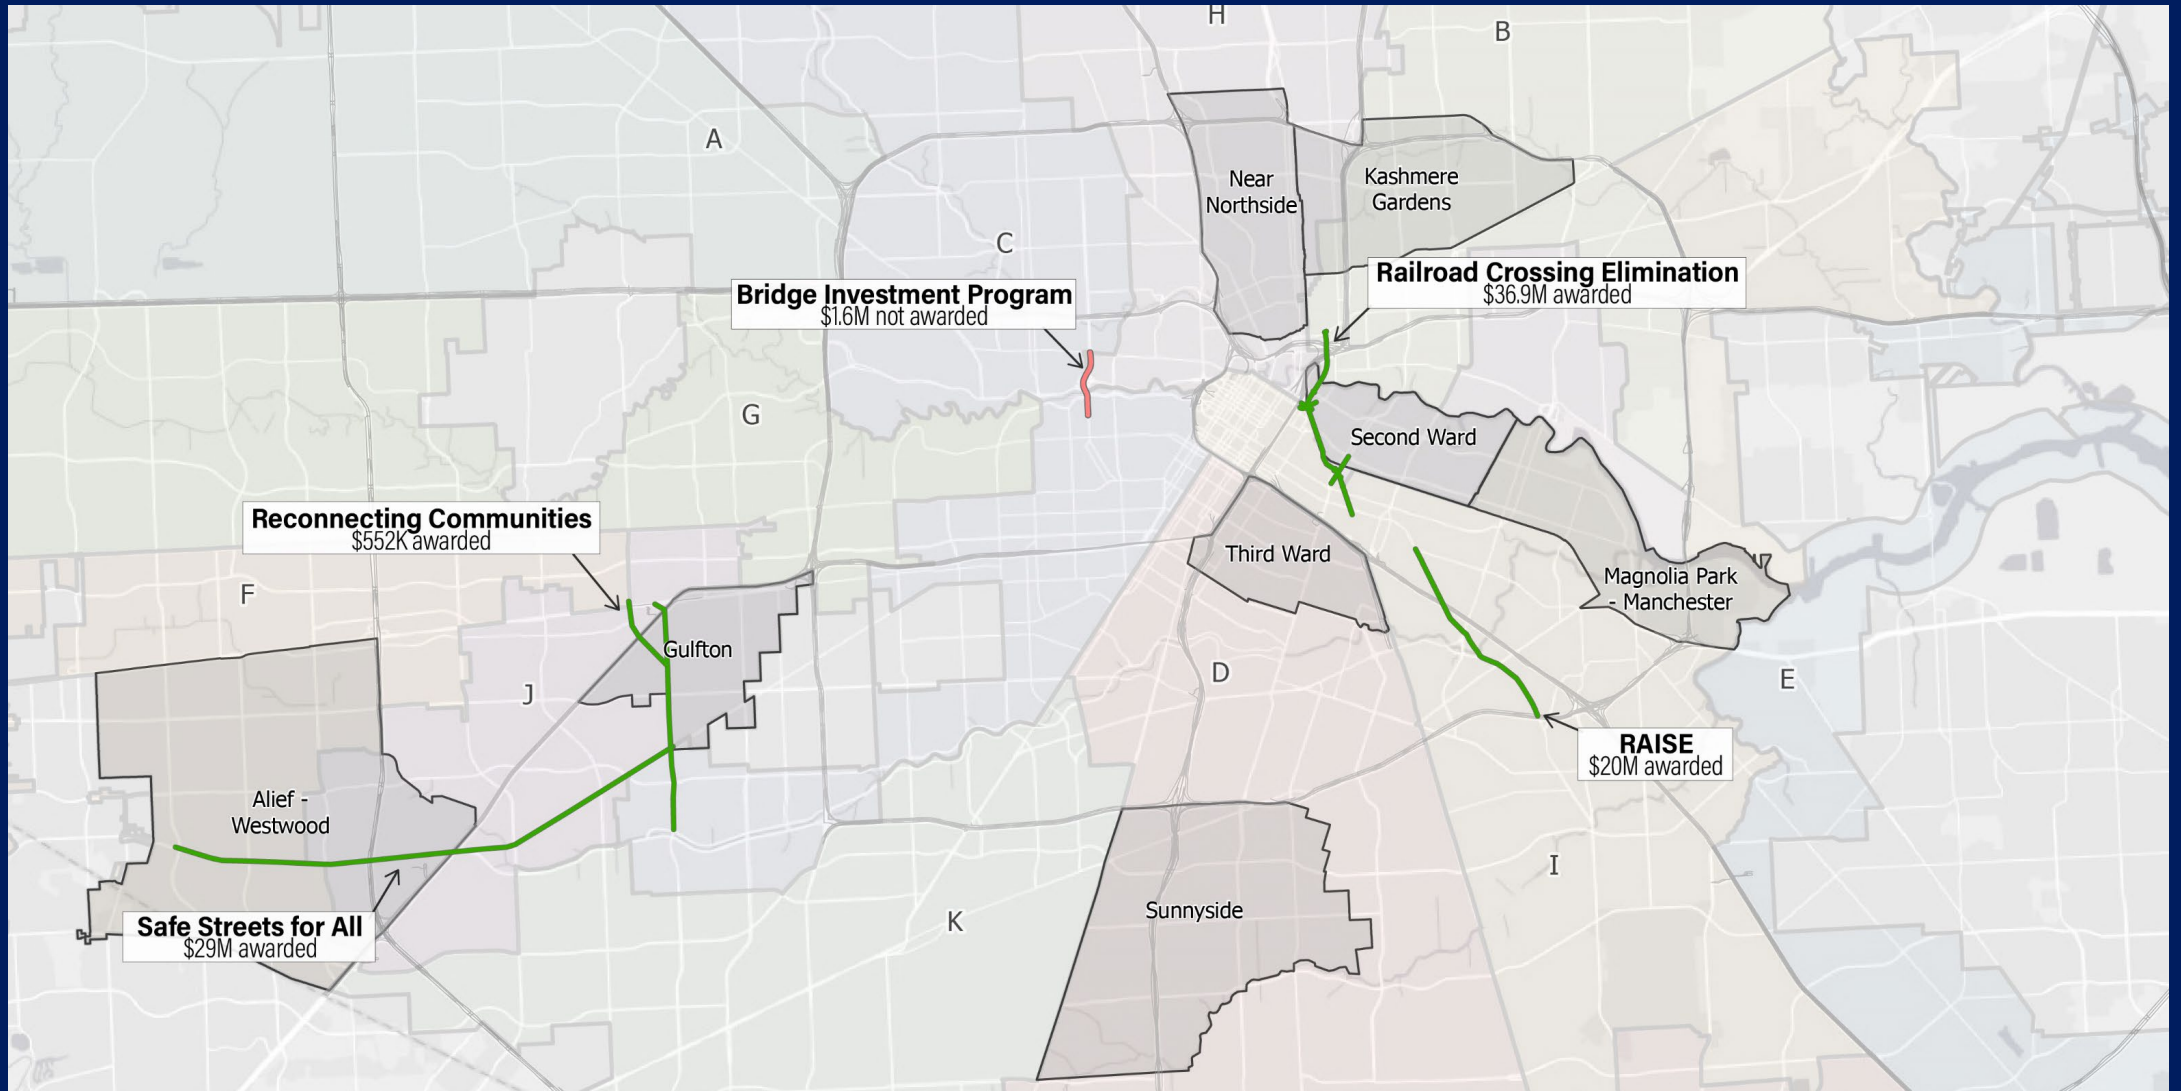 H
B
A
Near
Northside
Kashmere
Gardens
C
Railroad Crossing Elimination
$36.9M awarded
Bridge Investment Program
$1.6M not awarded
G
Second Ward
Reconnecting Communities
$552K awarded
Third Ward
Magnolia Park
- Manchester
F
Gulfton
D
E
J
RAISE
$20M awarded
Alief -
Westwood
I
Sunnyside
K
Safe Streets for All
$29M awarded